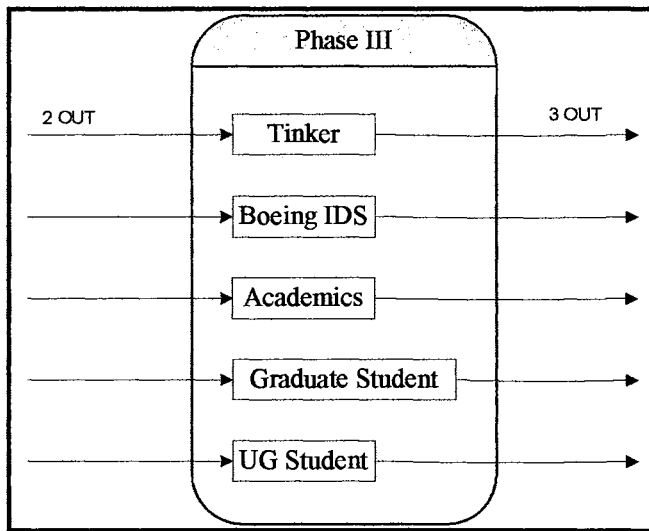 Phase III
2 OUT
Tinker
3 OUT
Boeing IDS
Academics
Graduate Student
UG Student